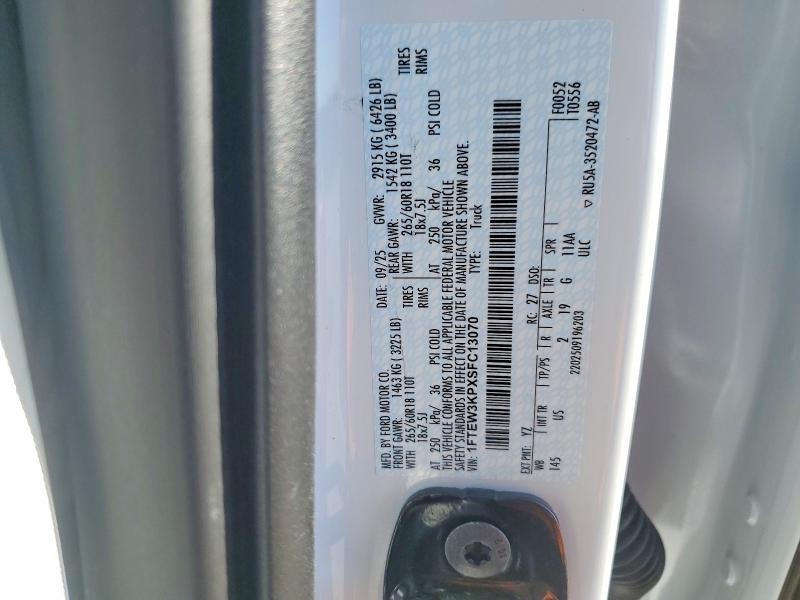 MFD. BY FORD MOTOR CO. DATE: 09/25 GVWR: 2915 KG ( 6426 LB)
FRONT GAWR: 1463 KG ( 3225 LB) REAR GAWR: 1542 KG ( 3400 LB)
WITH 265/60R18 110T TIRES WITH 265/60R18 110T TIRES
18x7.5J RIMS 18x7.5J RIMS
AT 250 kPa/ 36 PSI COLD AT 250 kPa/ 36 PSI COLD
THIS VEHICLE CONFORMS TO ALL APPLICABLE FEDERAL MOTOR VEHICLE
SAFETY STANDARDS IN EFFECT ON THE DATE OF MANUFACTURE SHOWN ABOVE.
VIN: 1FTEW3KPXSFC13070 TYPE: Truck
EXT PNT: YZ RC: 27 DSO: F0052
WB INT TR TP/PS R AXLE TR SPR T0556
145 US 2 19 G 11AA
ULC
2202509196203 ▽ RU5A-3520472-AB